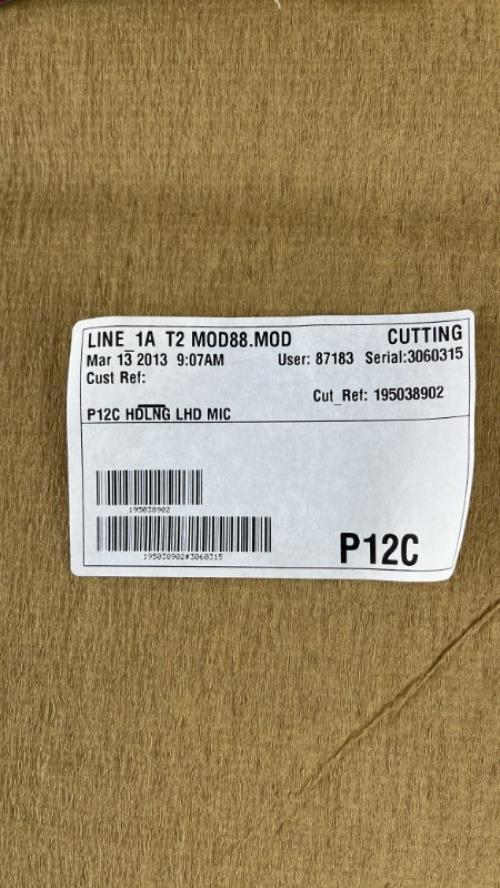 LINE_1A T2 MOD88.MOD CUTTING
Mar 13 2013 9:07AM User: 87183 Serial:3060315
Cust Ref:
Cut_Ref: 195038902
P12C HDLNG LHD MIC
195038902
195038902#3060315
P12C